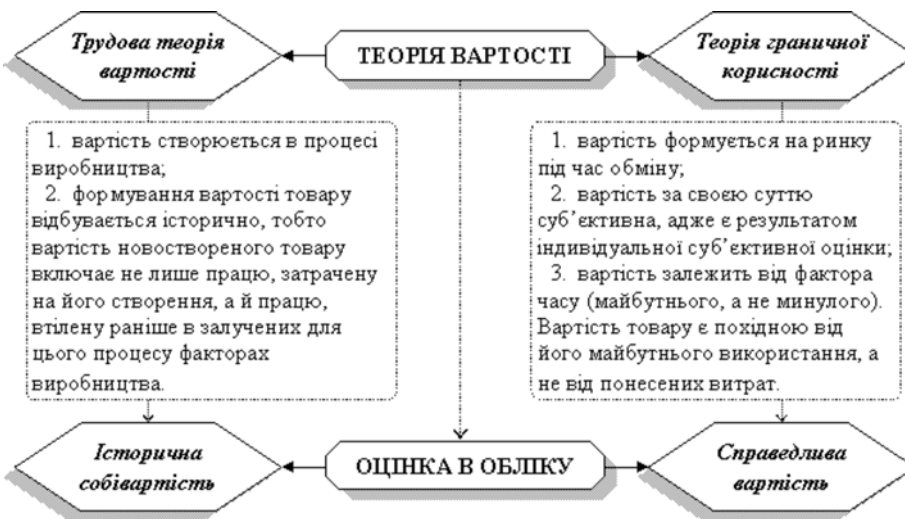 Трудова теорія
вартості
ТЕОРІЯ ВАРТОСТІ
Теорія граничної
корисності
1. вартість створюється в процесі
виробництва;
2. формування вартості товару
відбувається історично, тобто
вартість новоствореного товару
включає не лише працю, затрачену
на його створення, а й працю,
втілену раніше в залучених для
цього процесу факторах
виробництва.
1. вартість формується на ринку
під час обміну;
2. вартість за своєю суттю
суб’єктивна, адже є результатом
індивідуальної суб’єктивної оцінки;
3. вартість залежить від фактора
часу (майбутнього, а не минулого).
Вартість товару є похідною від
його майбутнього використання, а
не від понесених витрат.
Історична
собівартість
ОЦІНКА В ОБЛІКУ
Справедлива
вартість